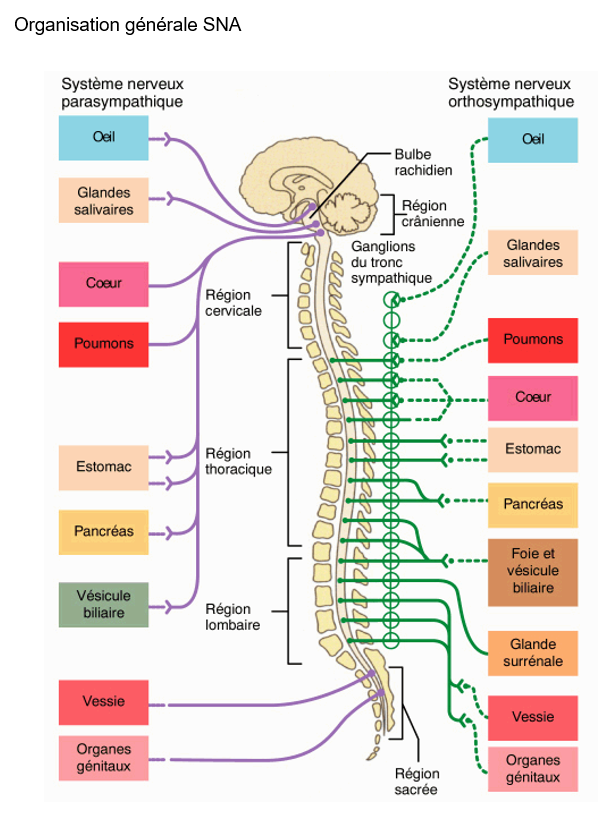 Organisation générale SNA
Système nerveux
parasympathique
Oeil
Glandes
salivaires
Coeur
Poumons
Estomac
Pancréas
Vésicule
biliaire
Vessie
Organes
génitaux
Bulbe
rachidien
Région
crânienne
Ganglions
du tronc
sympathique
Région
cervicale
Région
thoracique
Région
lombaire
Région
sacrée
Système nerveux
orthosympathique
Oeil
Glandes
salivaires
Poumons
Coeur
Estomac
Pancréas
Foie et
vésicule
biliaire
Glande
surrénale
Vessie
Organes
génitaux